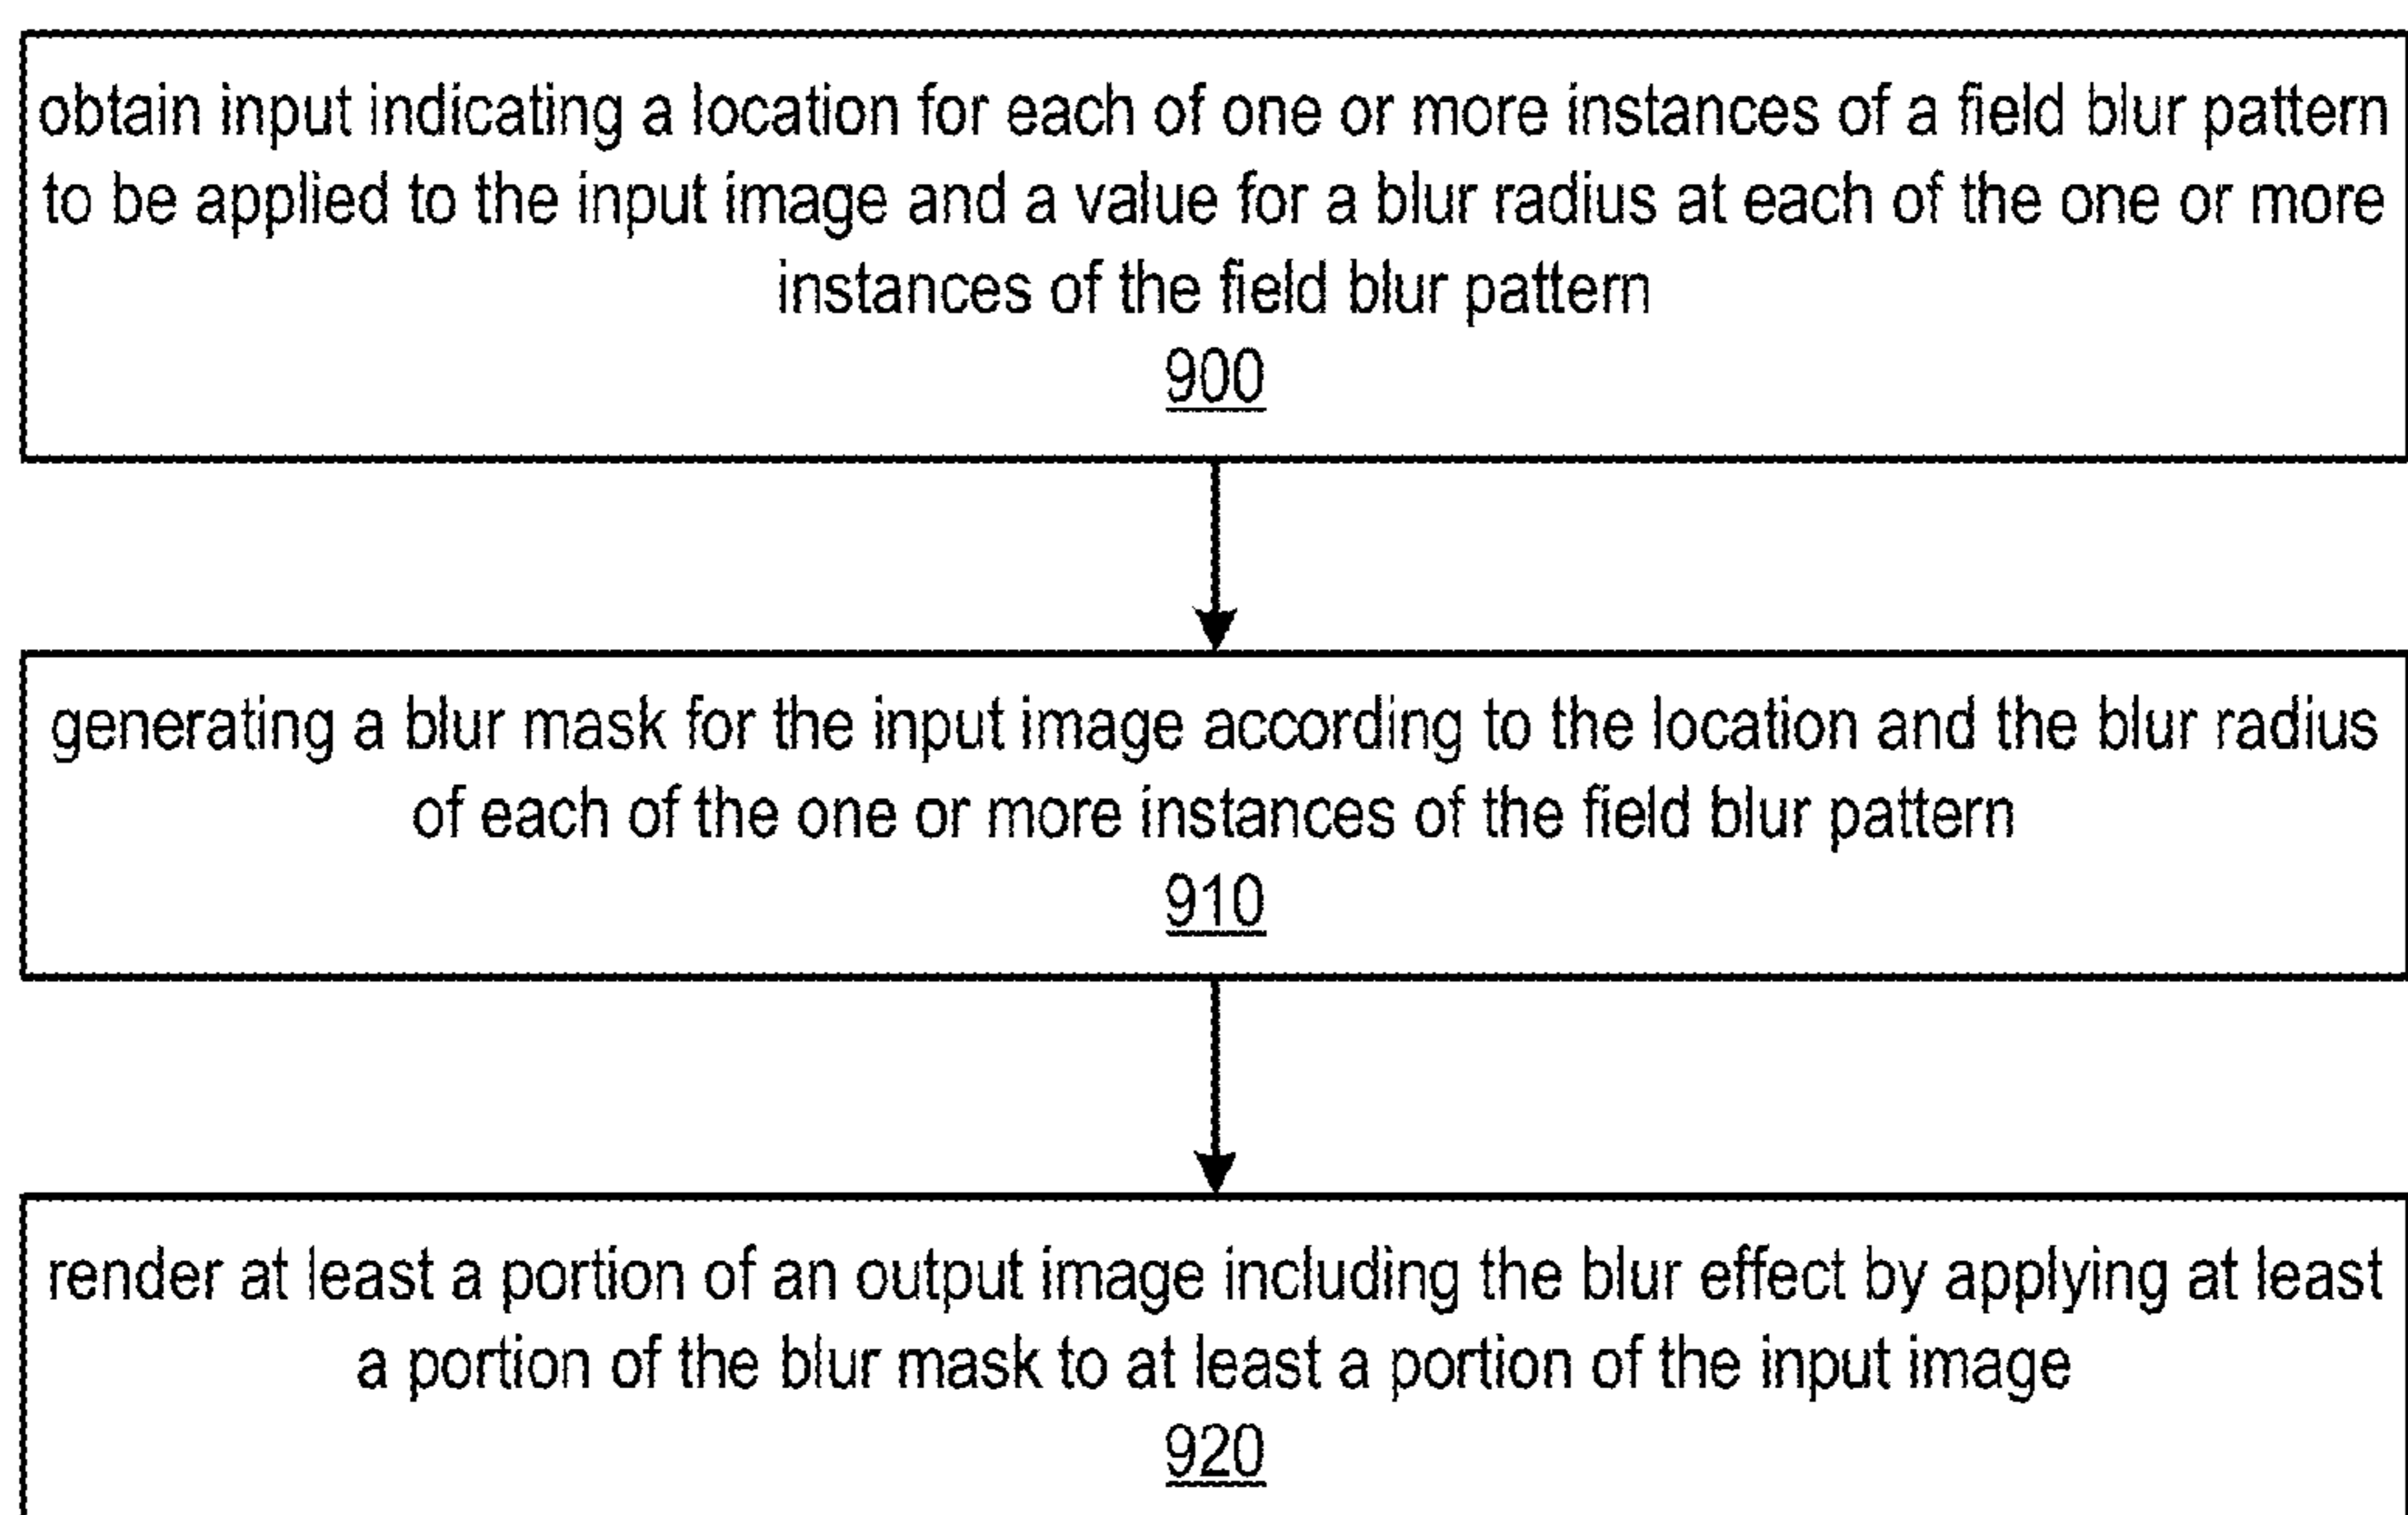 obtain input indicating a location for each of one or more instances of a field blur pattern
to be applied to the input image and a value for a blur radius at each of the one or more
instances of the field blur pattern
900
generating a blur mask for the input image according to the location and the blur radius
of each of the one or more instances of the field blur pattern
910
render at least a portion of an output image including the blur effect by applying at least
a portion of the blur mask to at least a portion of the input image
920